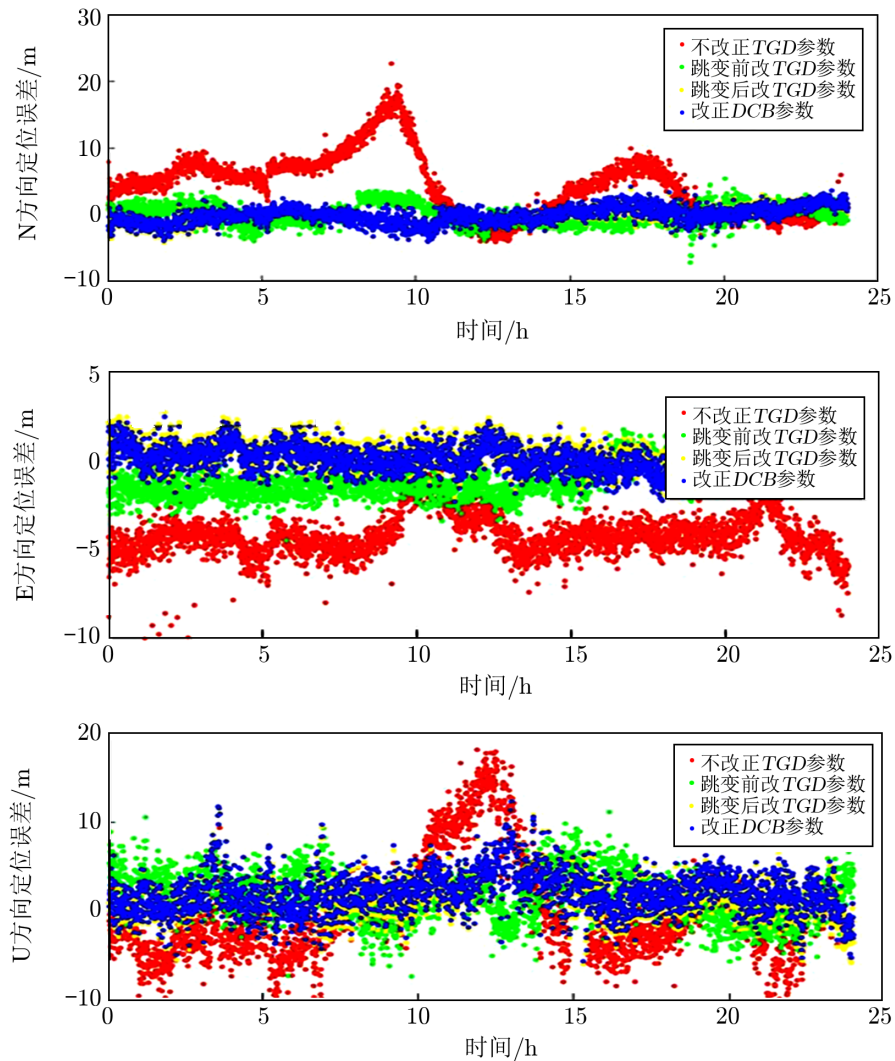 30
20
10
0
−10
N方向定位误差/m
不改正TGD参数
跳变前改TGD参数
跳变后改TGD参数
改正DCB参数
0 5 10 15 20 25
时间/h
5
0
−5
−10
E方向定位误差/m
不改正TGD参数
跳变前改TGD参数
跳变后改TGD参数
改正DCB参数
0 5 10 15 20 25
时间/h
20
10
0
−10
U方向定位误差/m
不改正TGD参数
跳变前改TGD参数
跳变后改TGD参数
改正DCB参数
0 5 10 15 20 25
时间/h